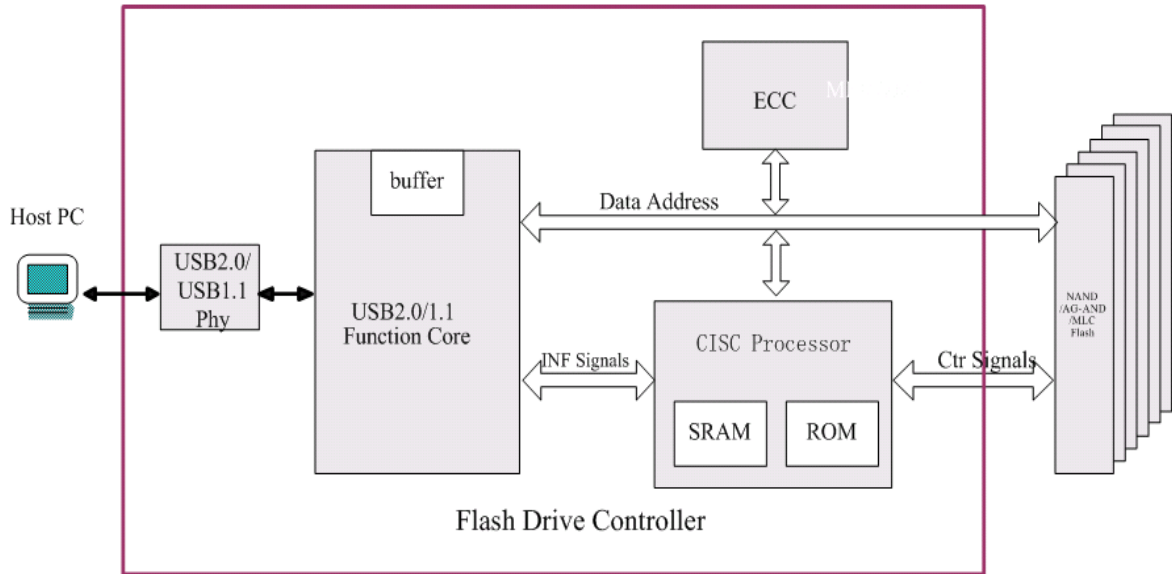 ECC
buffer
Data Address
Host PC
USB2.0/
USB1.1
Phy
USB2.0/1.1
Function Core
INF Signals
CISC Processor
SRAM
ROM
Ctr Signals
NAND
/AG-AND
/MLC
Flash
Flash Drive Controller